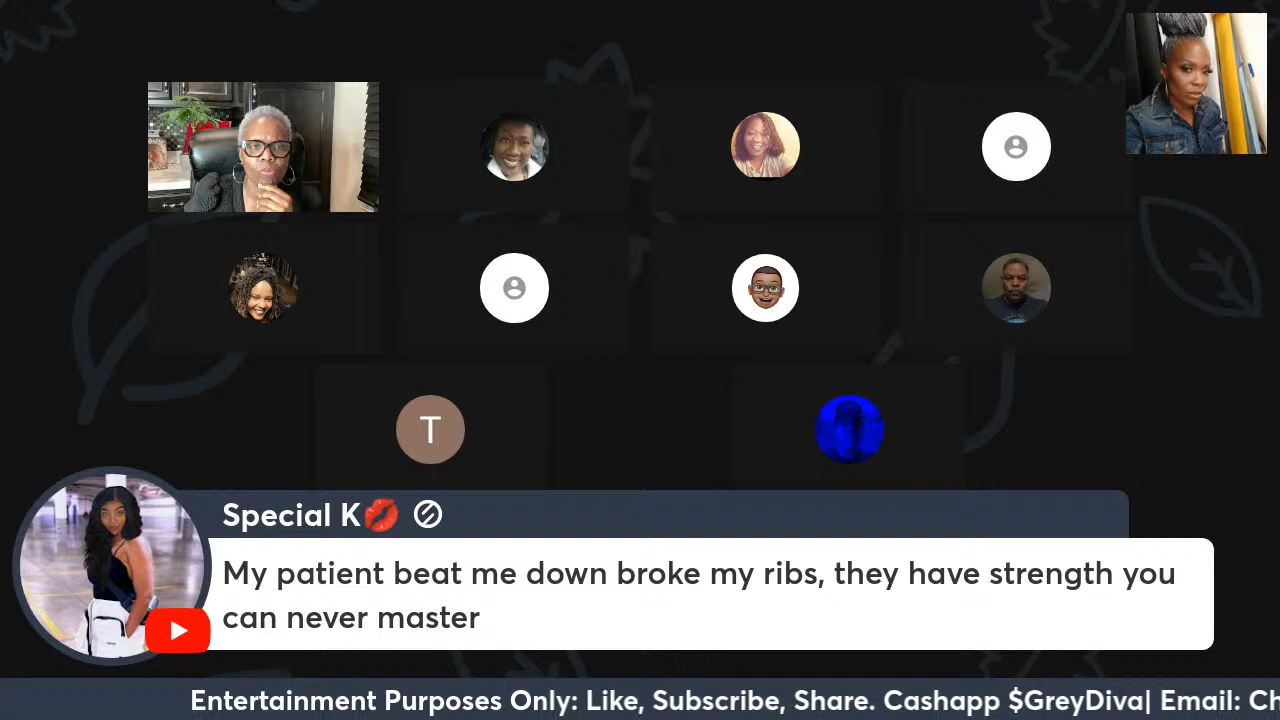 T
Special K💋
My patient beat me down broke my ribs, they have strength you
can never master
Entertainment Purposes Only: Like, Subscribe, Share. Cashapp $GreyDiva| Email: Ch